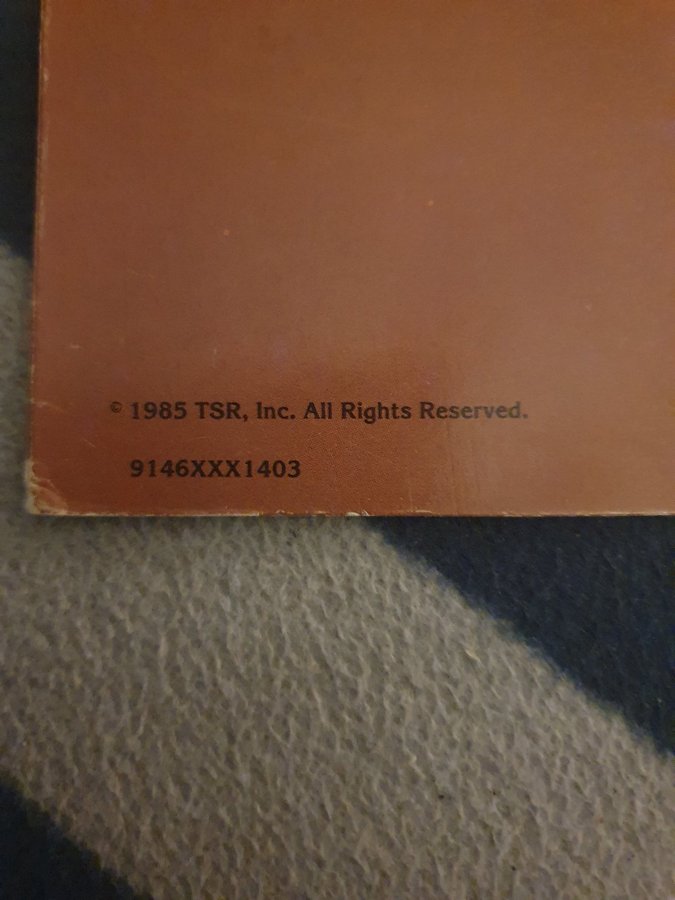 © 1985 TSR, Inc. All Rights Reserved.
9146XXX1403